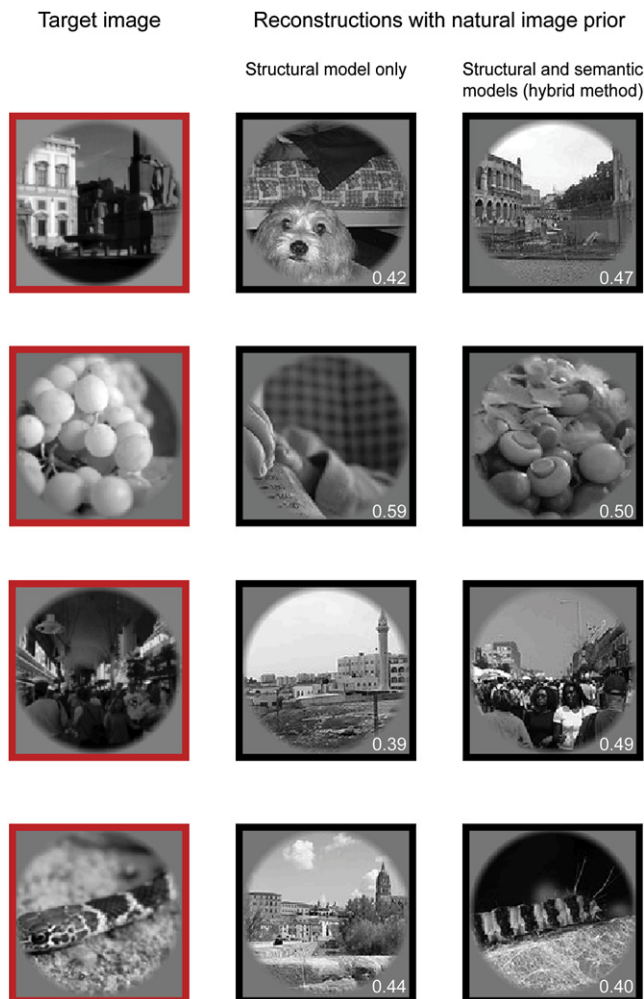 Target image
Reconstructions with natural image prior
Structural model only
Structural and semantic
models (hybrid method)
0.42
0.47
0.59
0.50
0.39
0.49
0.44
0.40